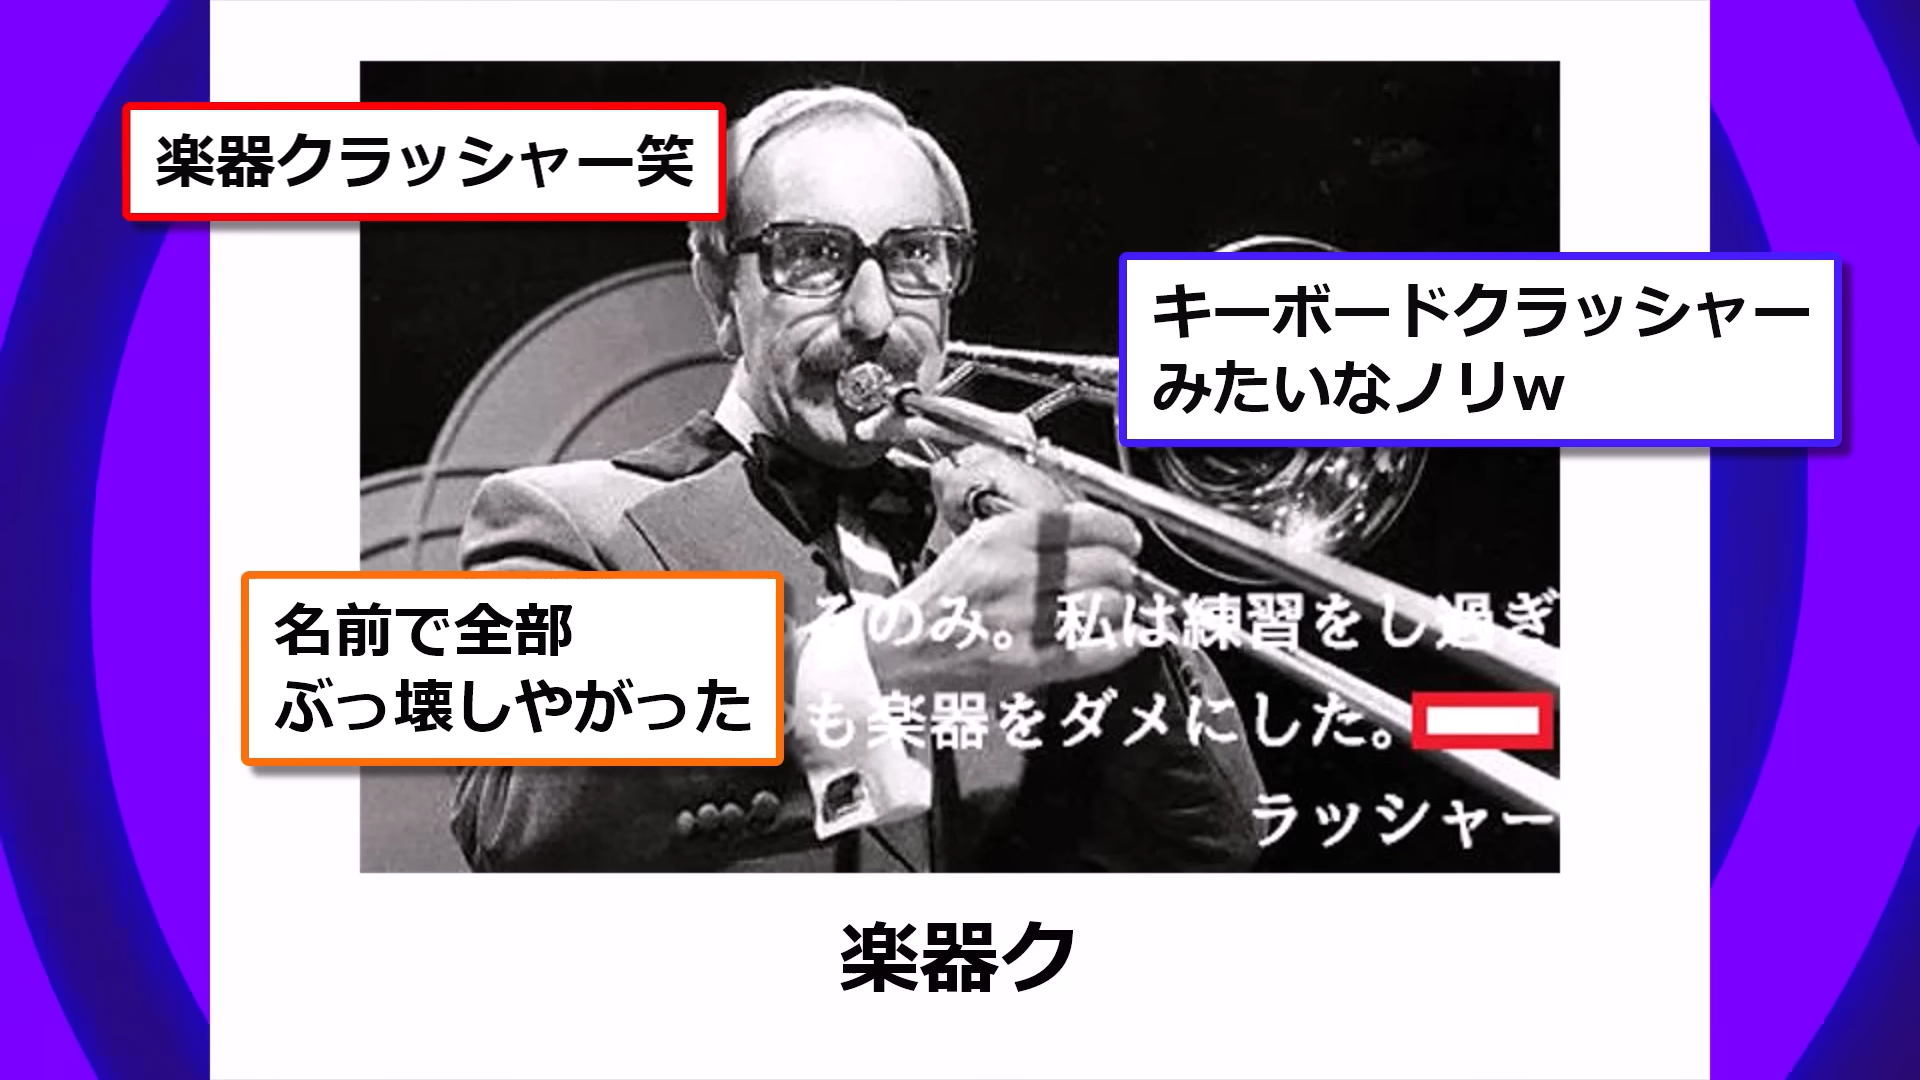 楽器クラッシャー笑
キーボードクラッシャー
みたいなノリw
名前で全部
ぶっ壊しやがった
そのみ。私は練習をし過ぎ
も楽器をダメにした。
ラッシャー
楽器ク